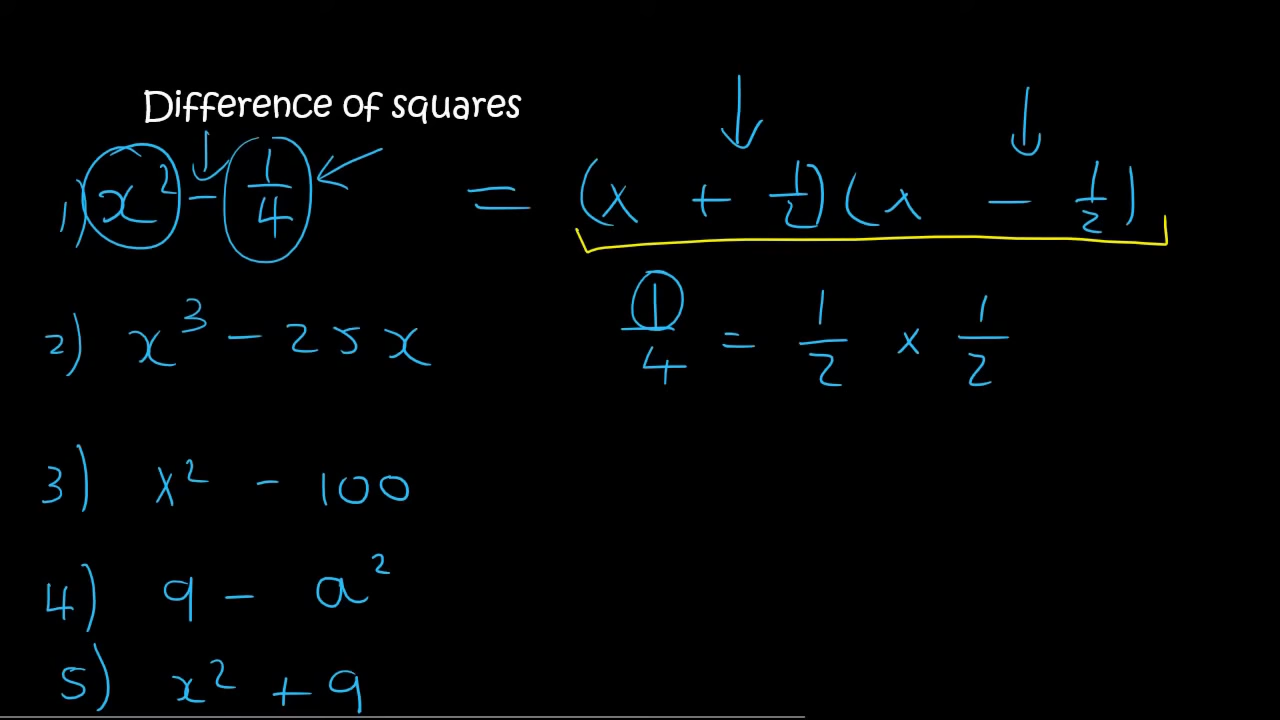 Difference of squares
1) x² - 1/4 = (x + 1/2)(x - 1/2)
1/4 = 1/2 × 1/2
2) x³ - 25x
3) x² - 100
4) 9 - a²
5) x² + 9